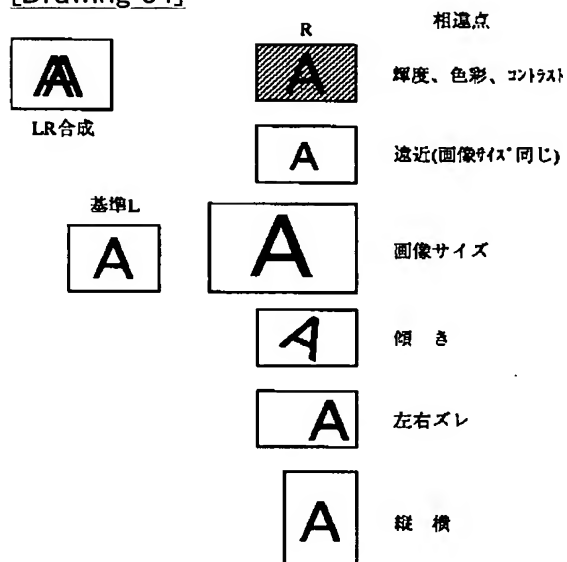 [Drawing 04]
相違点
R
A
輝度、色彩、コントラスト
LR合成
A
遠近(画像サイズ同じ)
基準L
A
A
画像サイズ
A
傾き
A
左右ズレ
A
縦横